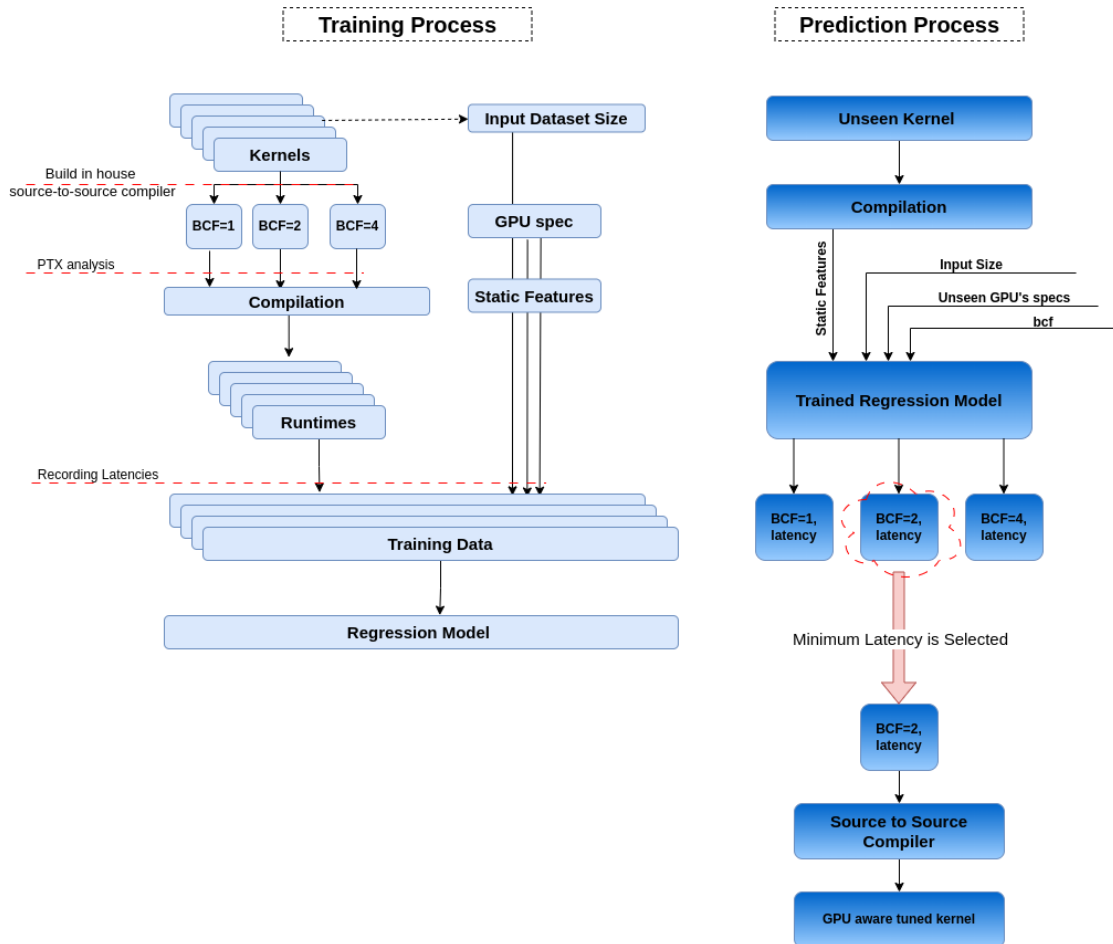 Training Process
Kernels
Input Dataset Size
Build in house
source-to-source compiler
BCF=1
BCF=2
BCF=4
GPU spec
PTX analysis
Compilation
Static Features
Runtimes
Recording Latencies
Training Data
Regression Model
Prediction Process
Unseen Kernel
Compilation
Static Features
Input Size
Unseen GPU's specs
bcf
Trained Regression Model
BCF=1,
latency
BCF=2,
latency
BCF=4,
latency
Minimum Latency is Selected
BCF=2,
latency
Source to Source
Compiler
GPU aware tuned kernel